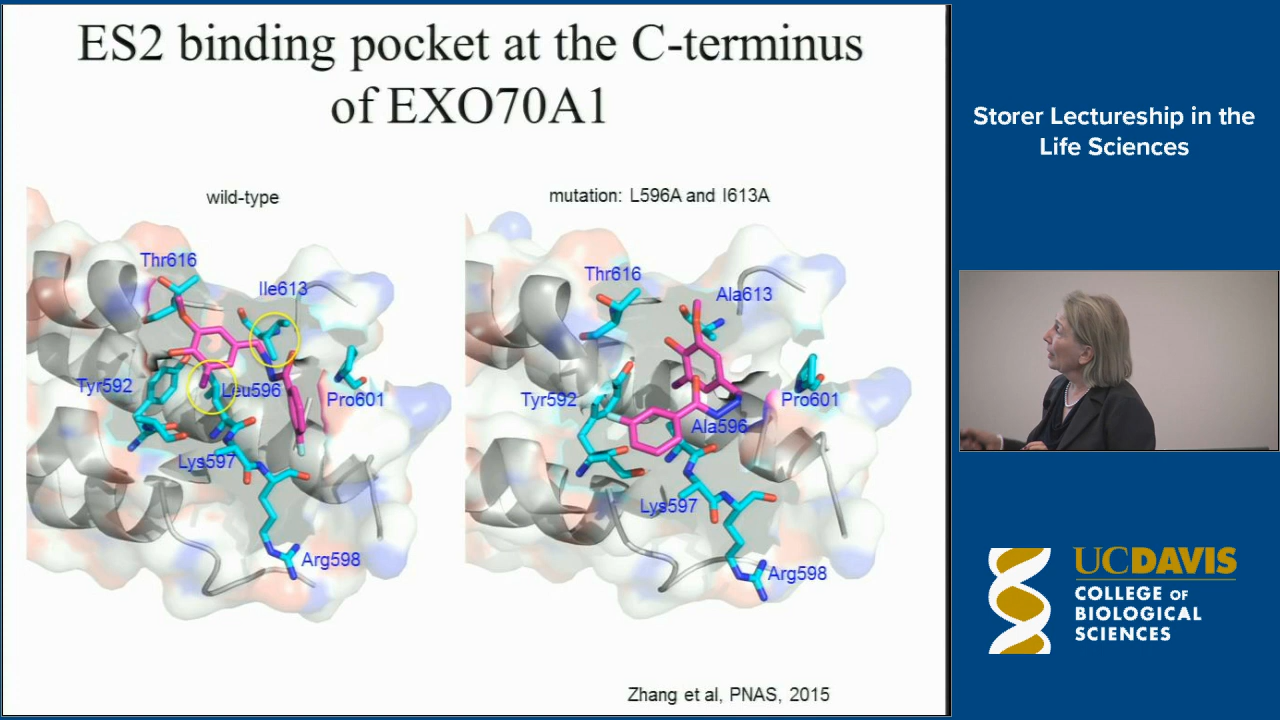 ES2 binding pocket at the C-terminus
of EXO70A1
wild-type
Thr616
Ile613
Tyr592
Leu596
Pro601
Lys597
Arg598
mutation: L596A and I613A
Thr616
Ala613
Tyr592
Pro601
Ala596
Lys597
Arg598
Zhang et al, PNAS, 2015
Storer Lectureship in the
Life Sciences
UCDAVIS
COLLEGE OF
BIOLOGICAL
SCIENCES